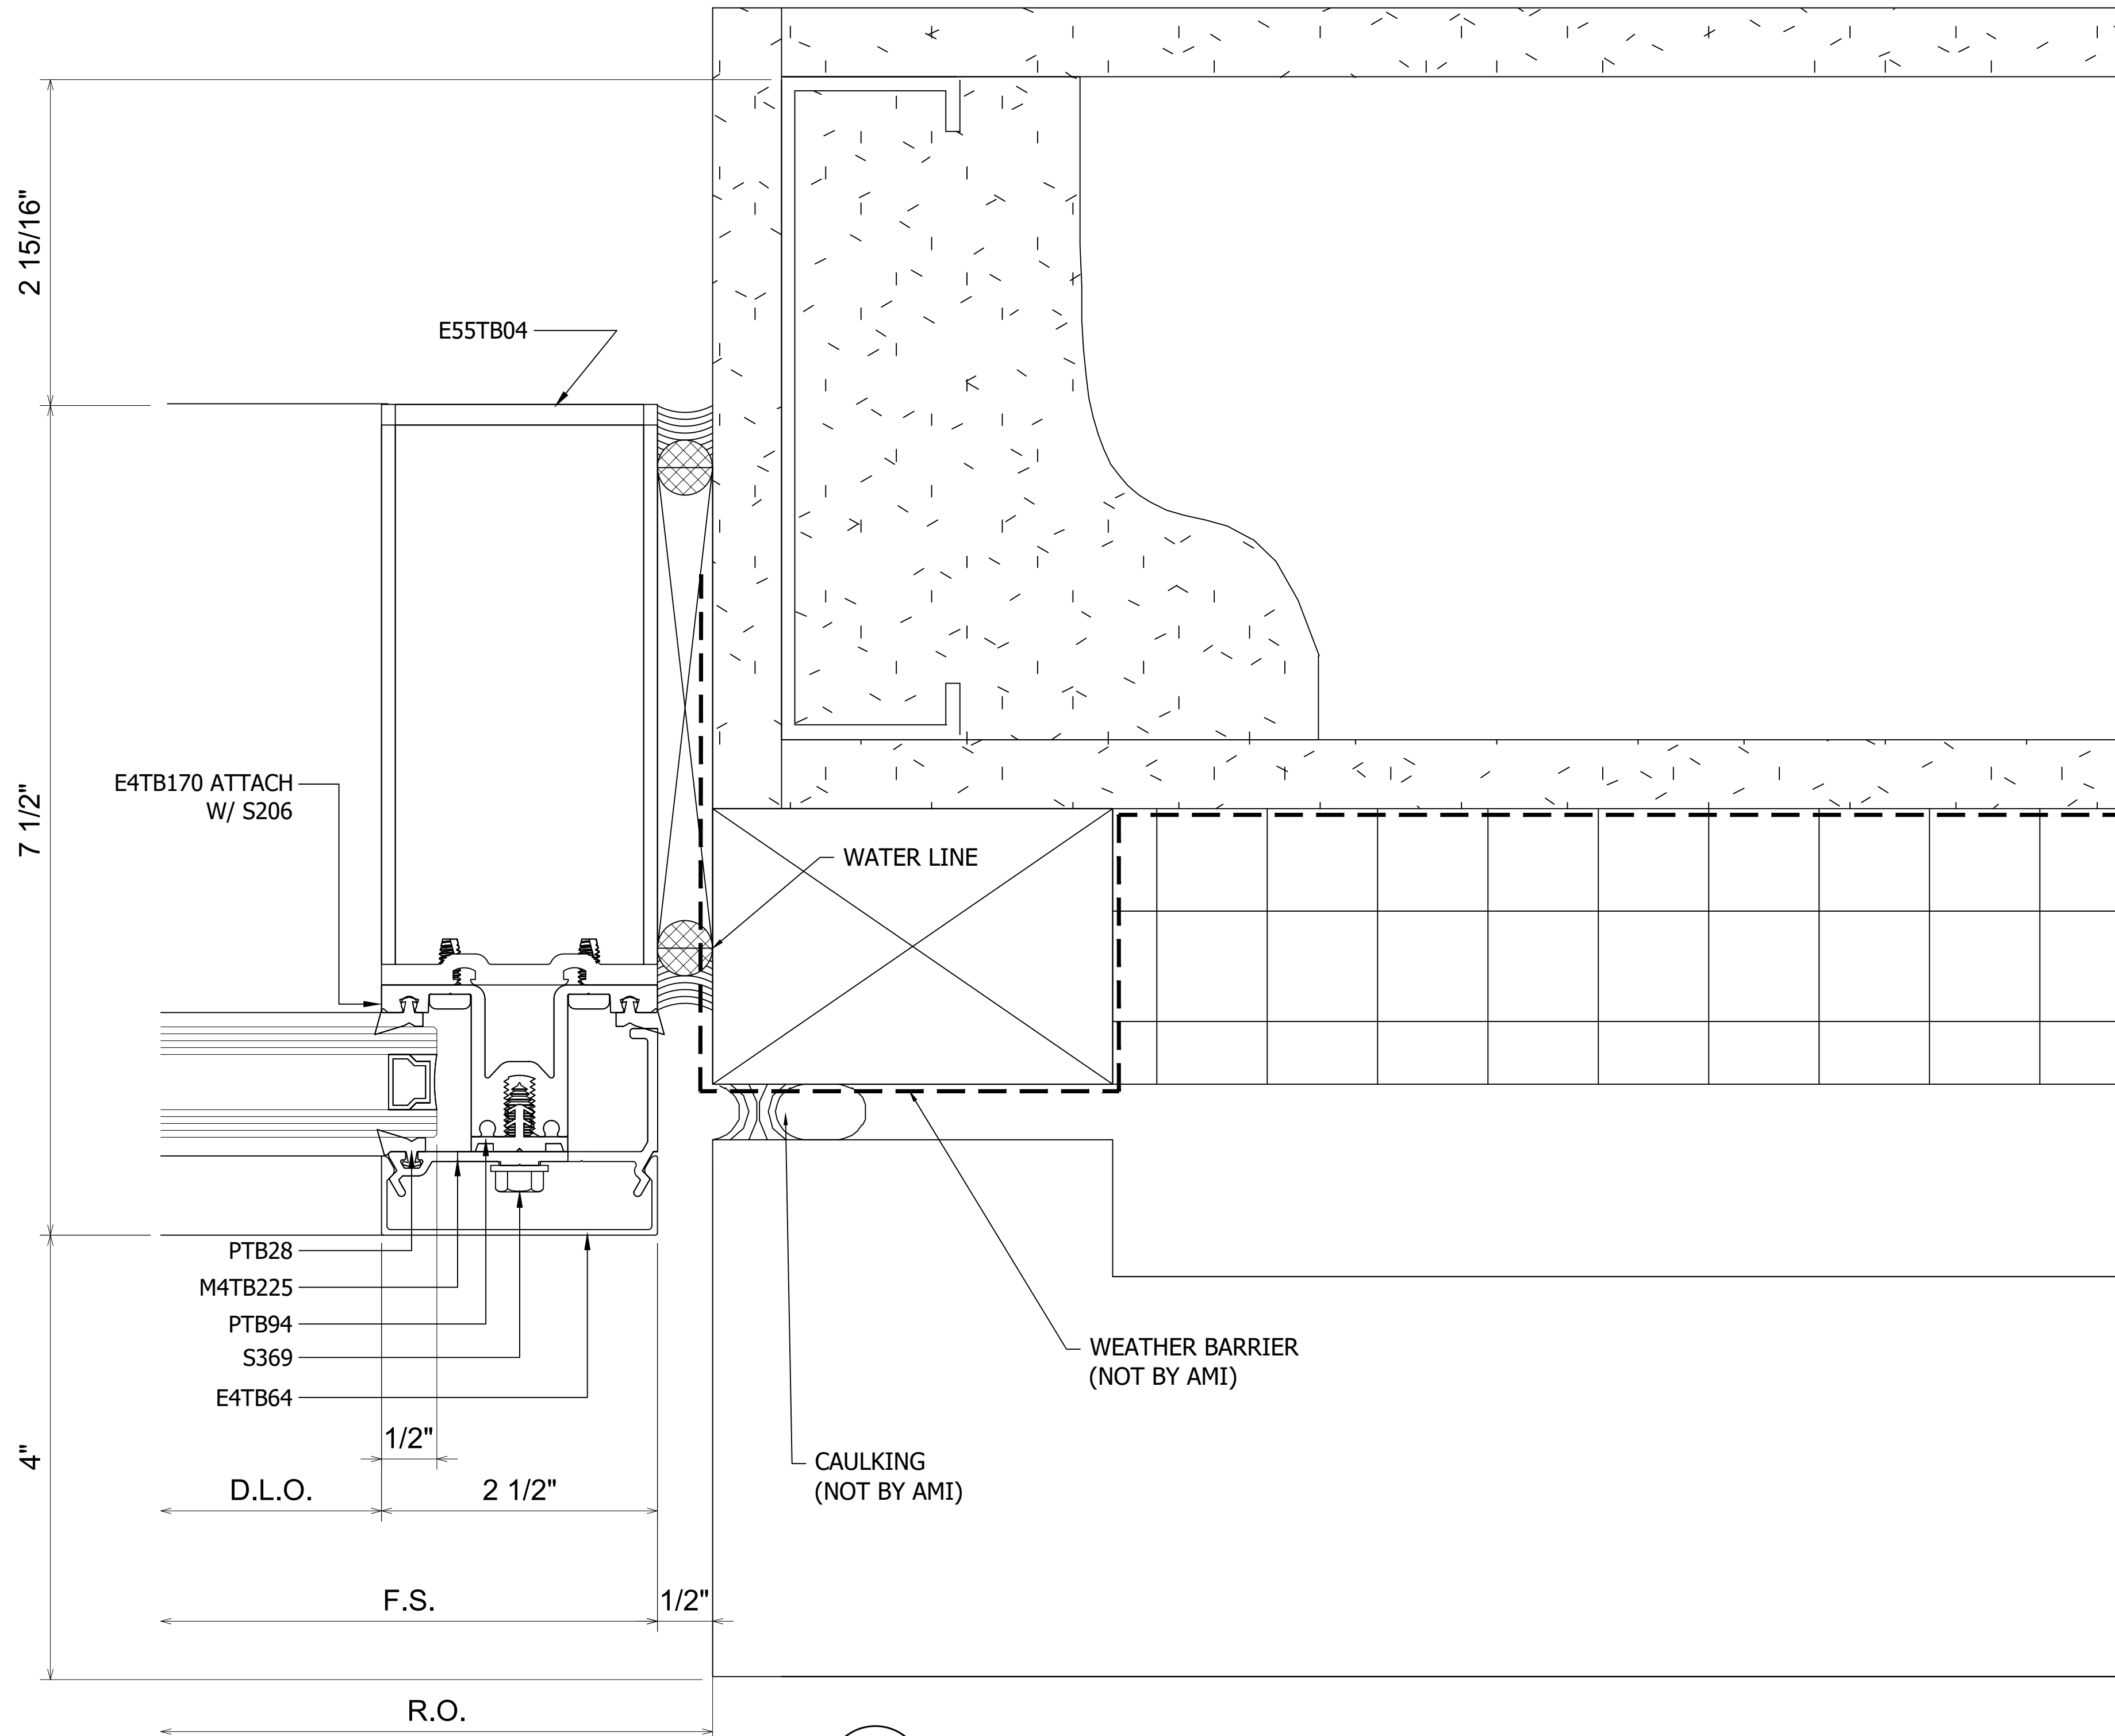 2 15/16"
E55TB04
7 1/2"
E4TB170 ATTACH
W/ S206
WATER LINE
PTB28
M4TB225
PTB94
S369
E4TB64
WEATHER BARRIER
(NOT BY AMI)
CAULKING
(NOT BY AMI)
4"
1/2"
D.L.O.
2 1/2"
F.S.
1/2"
R.O.